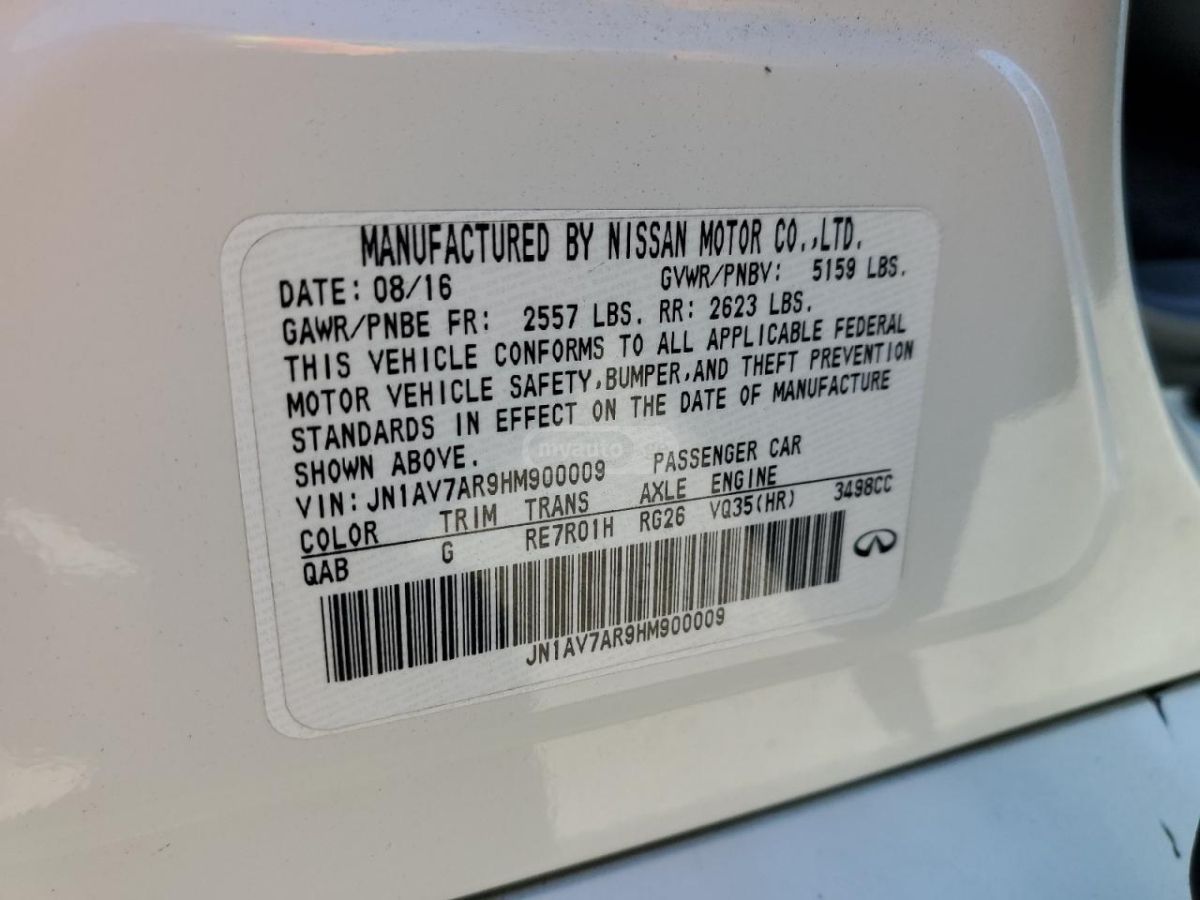 MANUFACTURED BY NISSAN MOTOR CO.,LTD.
DATE: 08/16 GVWR/PNBV: 5159 LBS.
GAWR/PNBE FR: 2557 LBS. RR: 2623 LBS.
THIS VEHICLE CONFORMS TO ALL APPLICABLE FEDERAL
MOTOR VEHICLE SAFETY,BUMPER,AND THEFT PREVENTION
STANDARDS IN EFFECT ON THE DATE OF MANUFACTURE
SHOWN ABOVE.
myauto
VIN: JN1AV7AR9HM900009 PASSENGER CAR
COLOR TRIM TRANS AXLE ENGINE
QAB G RE7R01H RG26 VQ35(HR) 3498CC
JN1AV7AR9HM900009